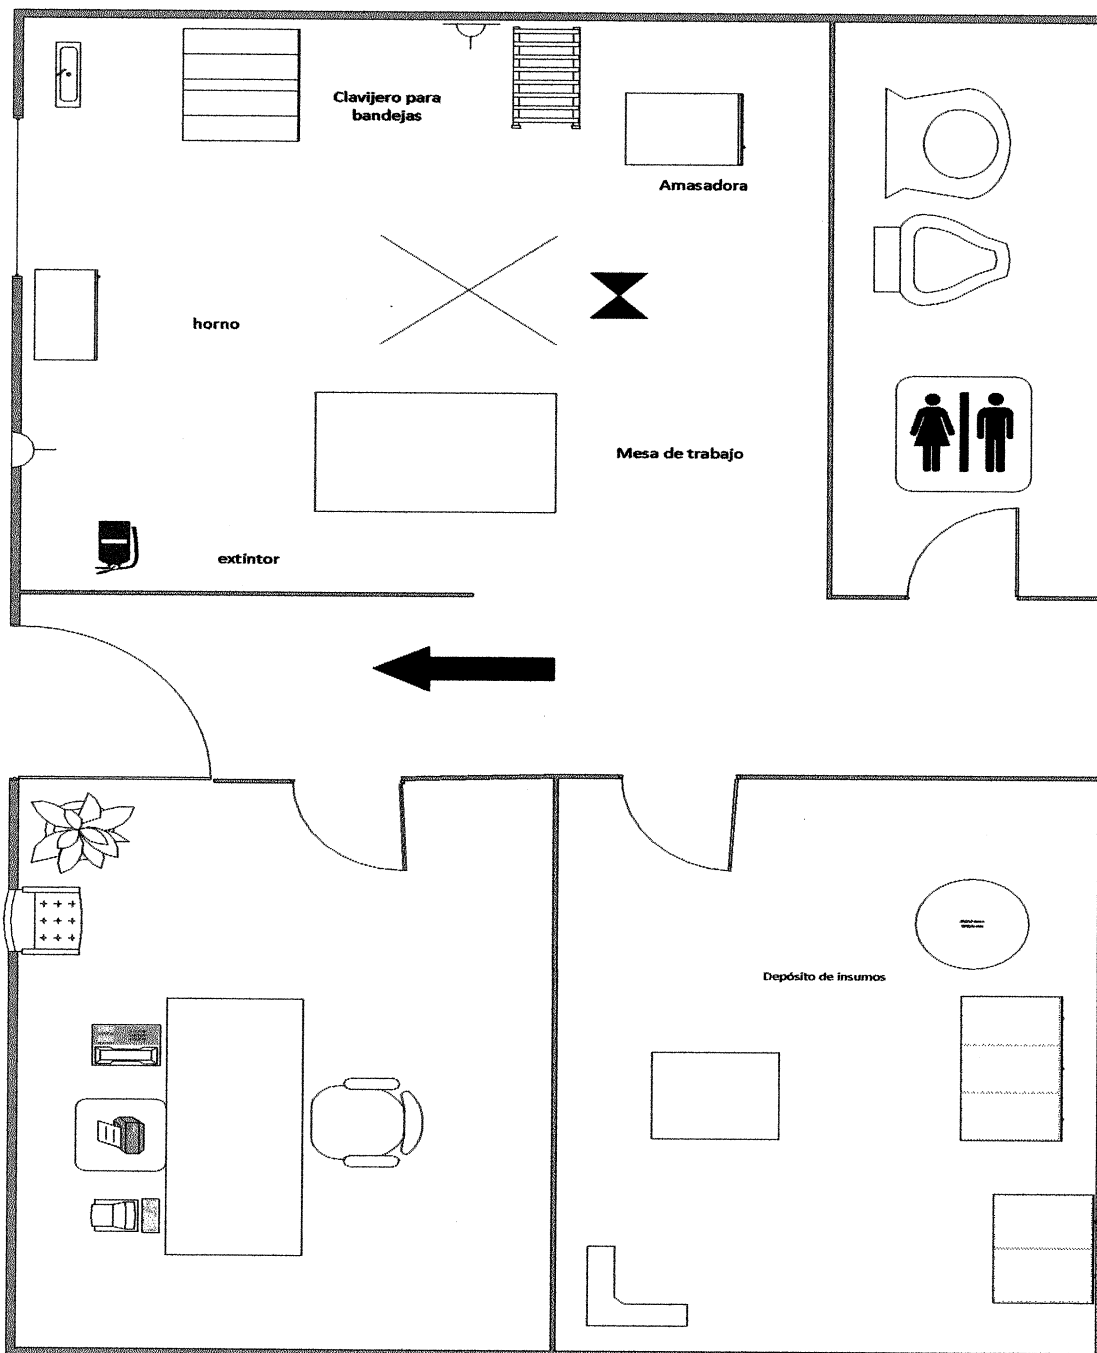 Clavijero para
bandejas
Amasadora
horno
Mesa de trabajo
extintor
Depósito de insumos